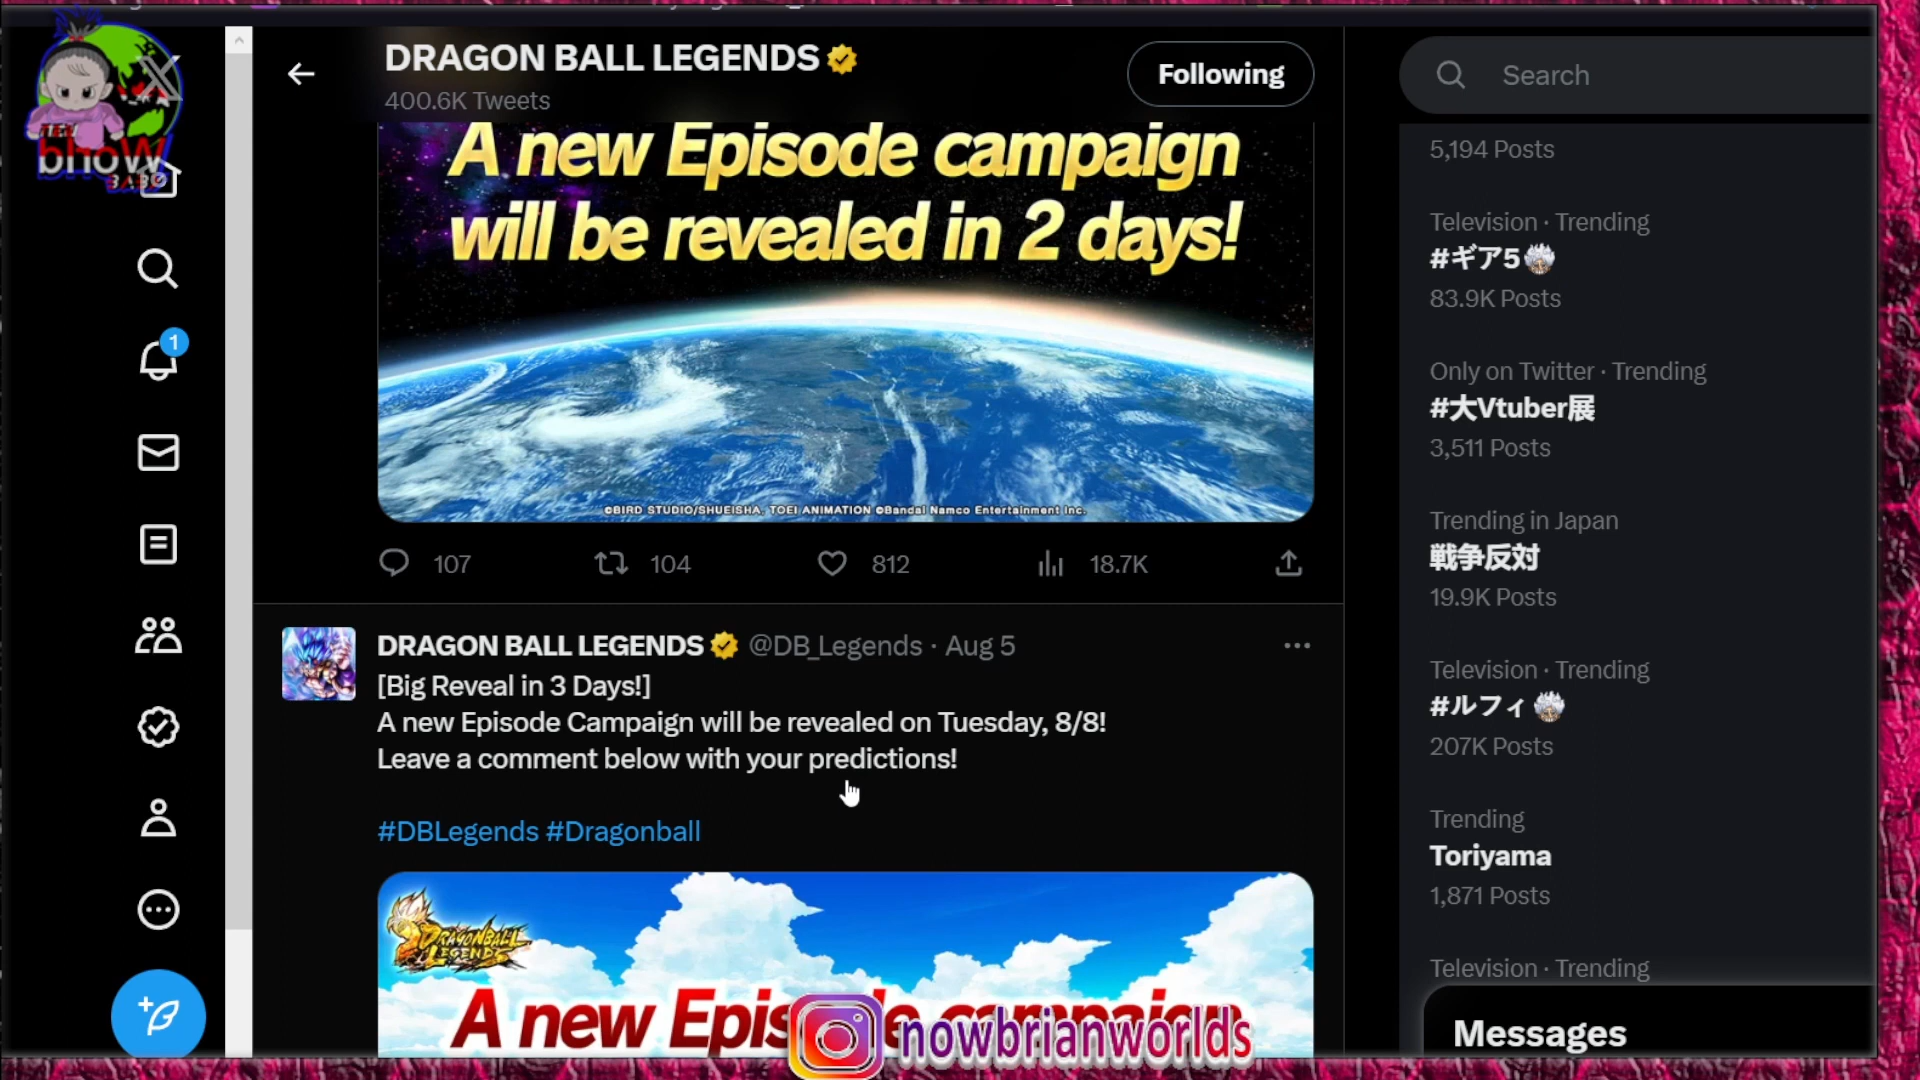 DRAGON BALL LEGENDS
400.6K Tweets
Following
Search
A new Episode campaign
will be revealed in 2 days!
©BIRD STUDIO/SHUEISHA, TOEI ANIMATION ©Bandai Namco Entertainment Inc.
107
104
812
18.7K
DRAGON BALL LEGENDS @DB_Legends · Aug 5
[Big Reveal in 3 Days!]
A new Episode Campaign will be revealed on Tuesday, 8/8!
Leave a comment below with your predictions!
#DBLegends #Dragonball
DRAGONBALL
LEGENDS
A new Episode campaign
nowbrianworlds
1
5,194 Posts
Television · Trending
#ギア5
83.9K Posts
Only on Twitter · Trending
#大Vtuber展
3,511 Posts
Trending in Japan
戦争反対
19.9K Posts
Television · Trending
#ルフィ
207K Posts
Trending
Toriyama
1,871 Posts
Television · Trending
Messages